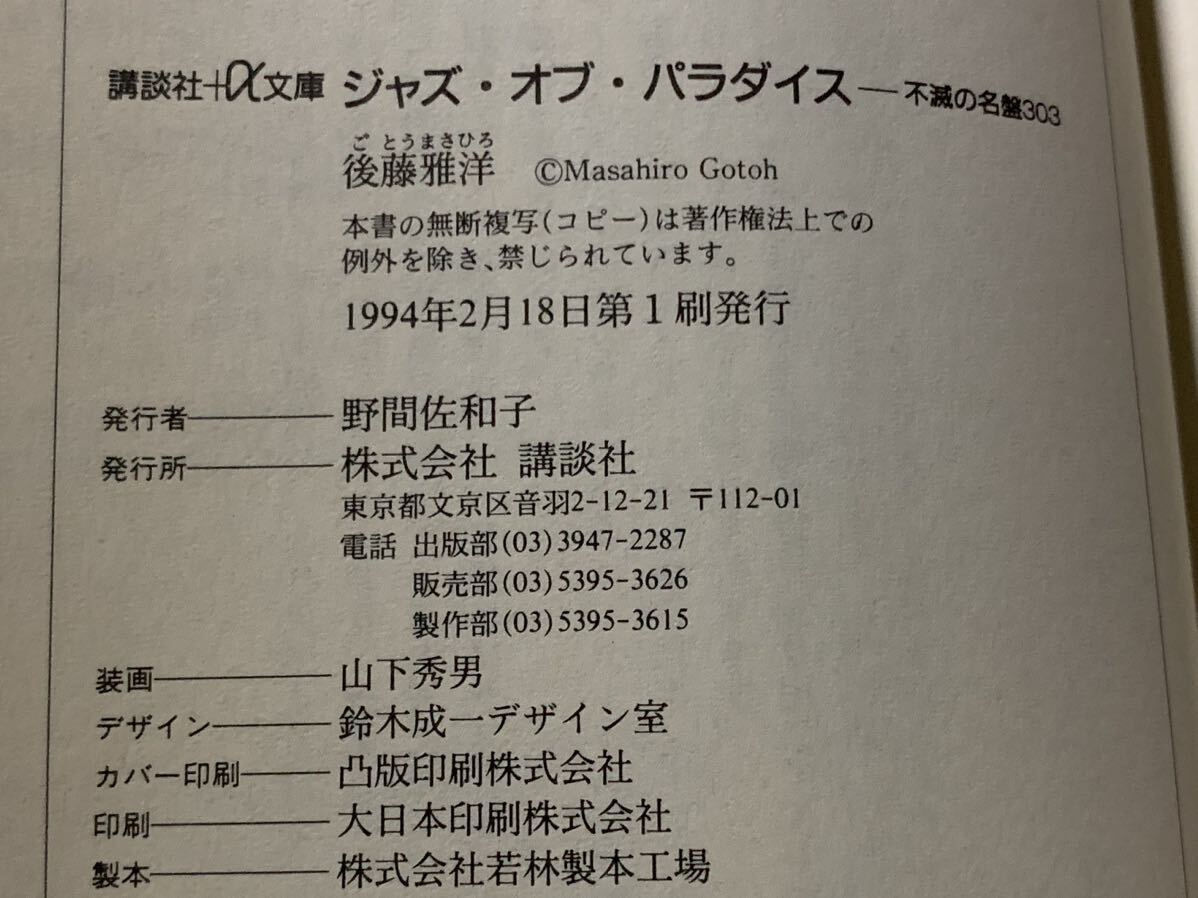 講談社+α文庫 ジャズ・オブ・パラダイス―不滅の名盤303
ご とうまさひろ
後藤雅洋 ©Masahiro Gotoh
本書の無断複写(コピー)は著作権法上での
例外を除き、禁じられています。
1994年2月18日第1刷発行
発行者―野間佐和子
発行所―株式会社 講談社
東京都文京区音羽2-12-21 〒112-01
電話 出版部(03)3947-2287
販売部(03)5395-3626
製作部(03)5395-3615
装画―山下秀男
デザイン―鈴木成一デザイン室
カバー印刷―凸版印刷株式会社
印刷―大日本印刷株式会社
製本―株式会社若林製本工場